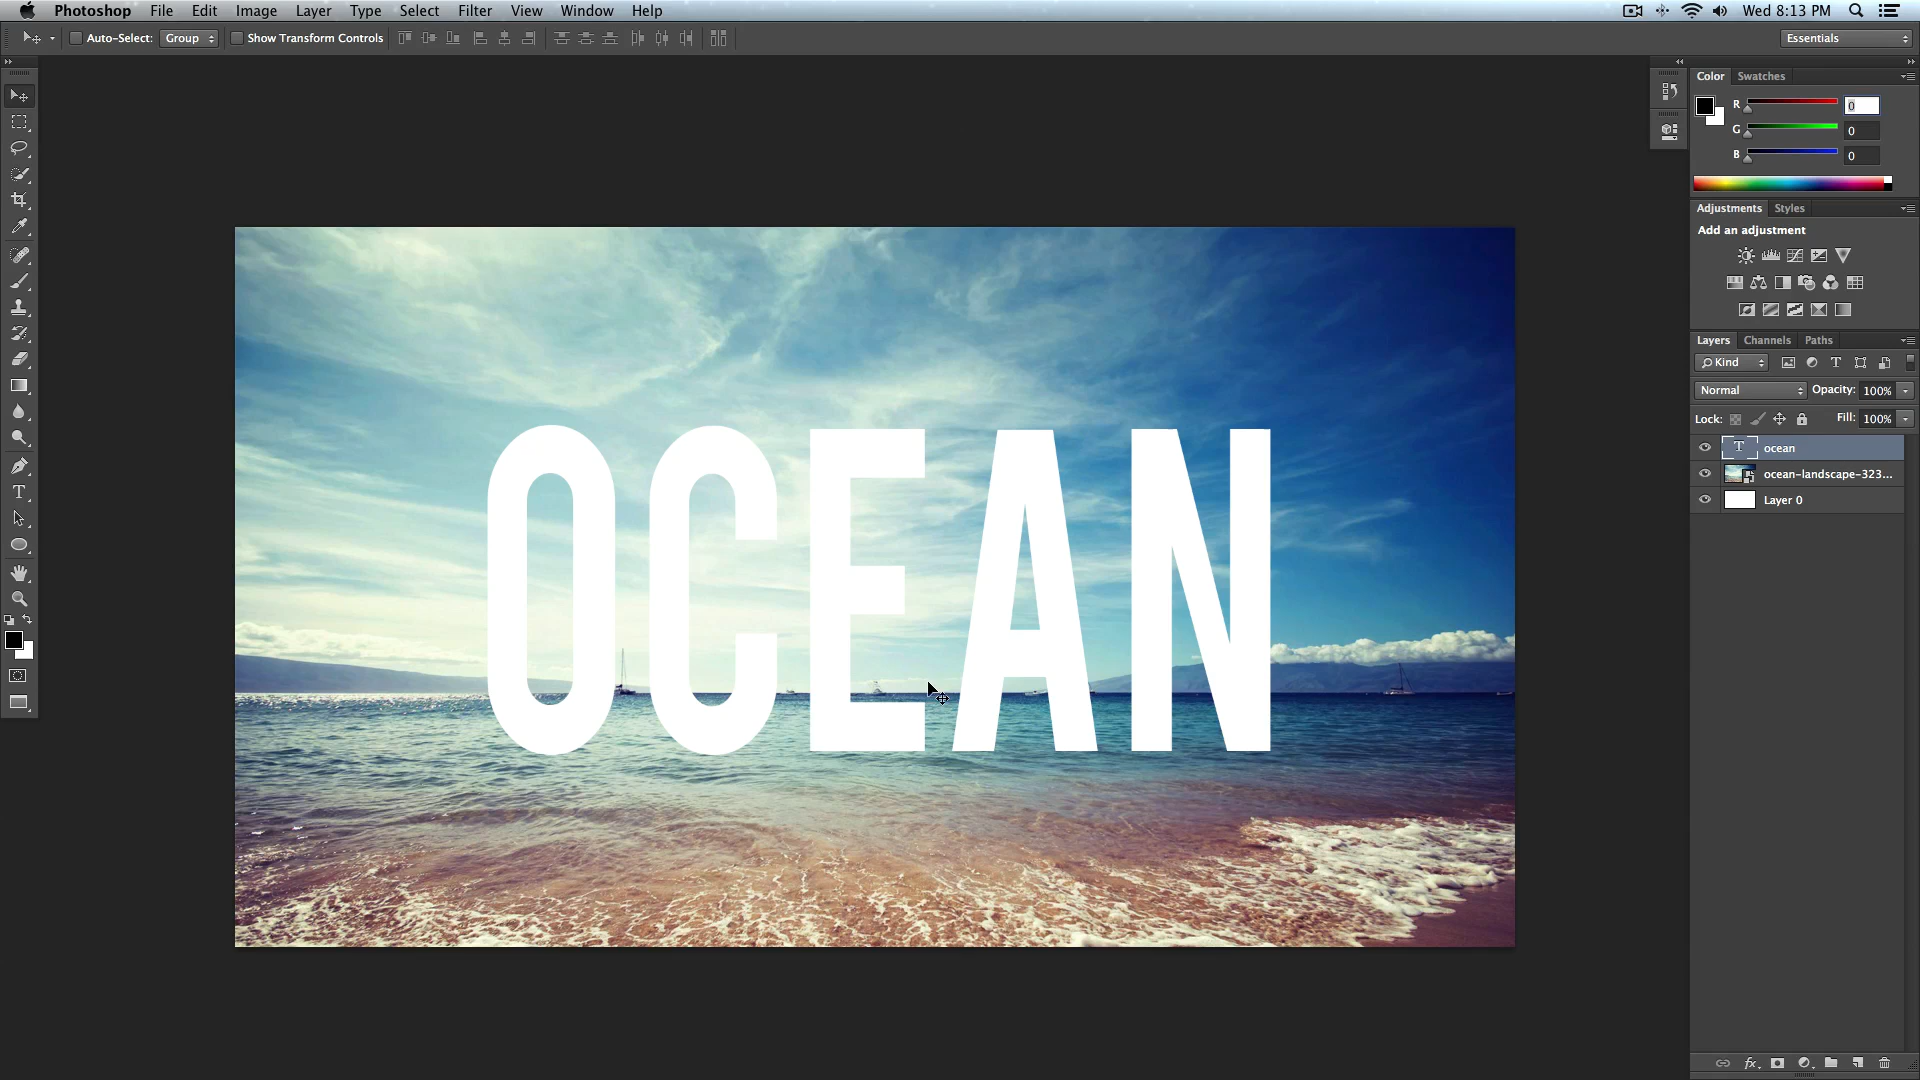 Photoshop File Edit Image Layer Type Select Filter View Window Help Wed 8:13 PM
Auto-Select: Group Show Transform Controls Essentials
Color Swatches
R 0
G 0
B 0
Adjustments Styles
Add an adjustment
Layers Channels Paths
Kind T
Normal Opacity: 100%
Lock: Fill: 100%
T ocean
ocean-landscape-323...
Layer 0
OCEAN
T
fx